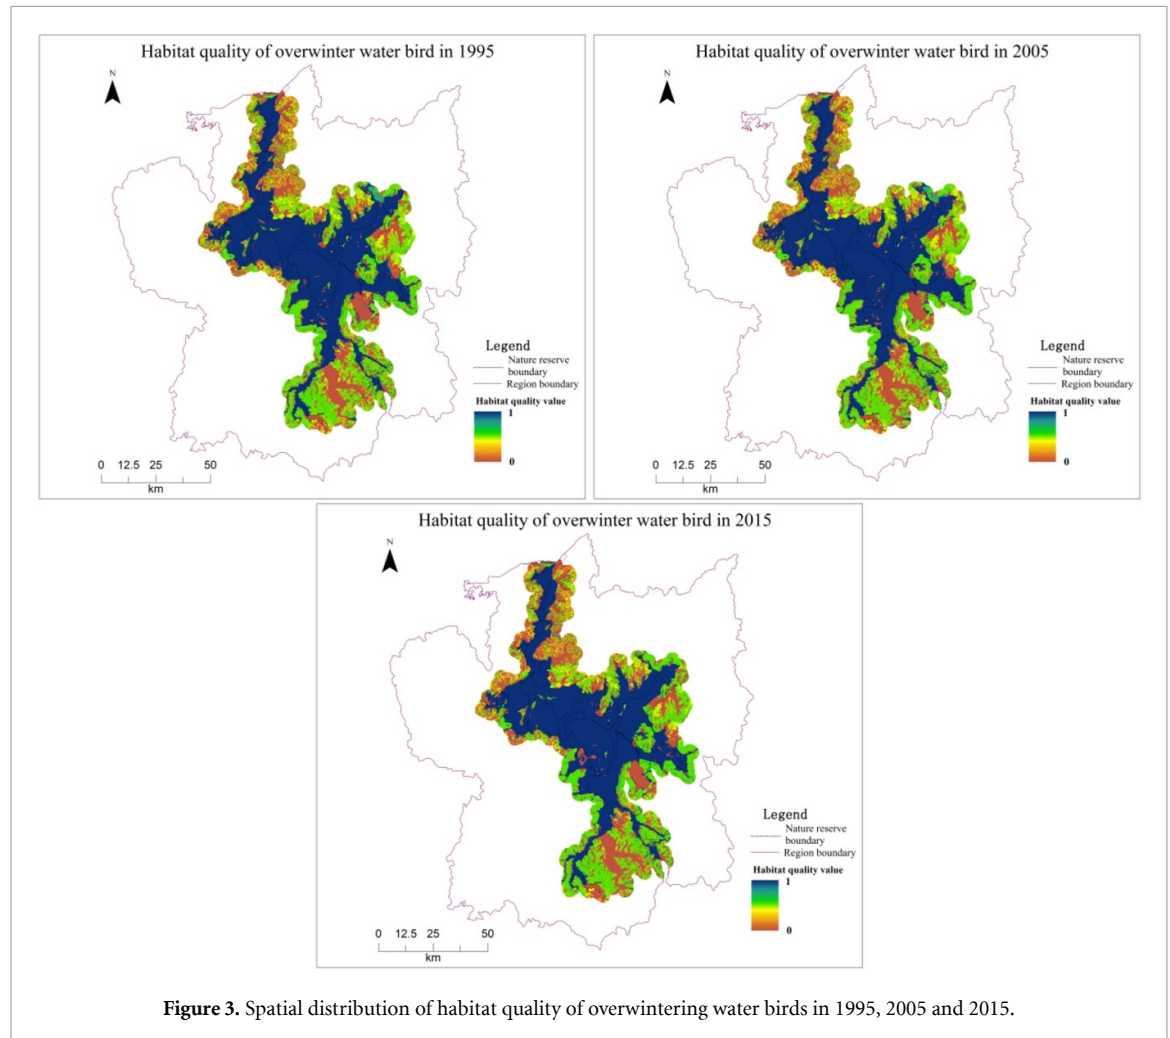 Habitat quality of overwinter water bird in 1995
N
Legend
Nature reserve
boundary
Region boundary
Habitat quality value
1
0
0 12.5 25 50
km
Habitat quality of overwinter water bird in 2005
N
Legend
Nature reserve
boundary
Region boundary
Habitat quality value
1
0
0 12.5 25 50
km
Habitat quality of overwinter water bird in 2015
N
Legend
Nature reserve
boundary
Region boundary
Habitat quality value
1
0
0 12.5 25 50
km
Figure 3. Spatial distribution of habitat quality of overwintering water birds in 1995, 2005 and 2015.